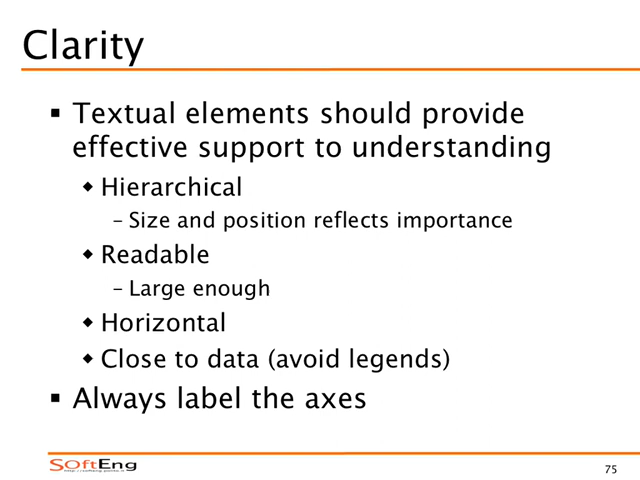 Clarity
▪ Textual elements should provide
effective support to understanding
◆ Hierarchical
– Size and position reflects importance
◆ Readable
– Large enough
◆ Horizontal
◆ Close to data (avoid legends)
▪ Always label the axes
SOftEng
75